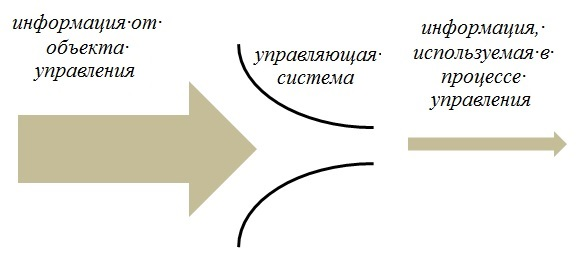 информация·от·
объекта·
управления
управляющая·
система
информация,·
используемая·в·
процессе·
управления